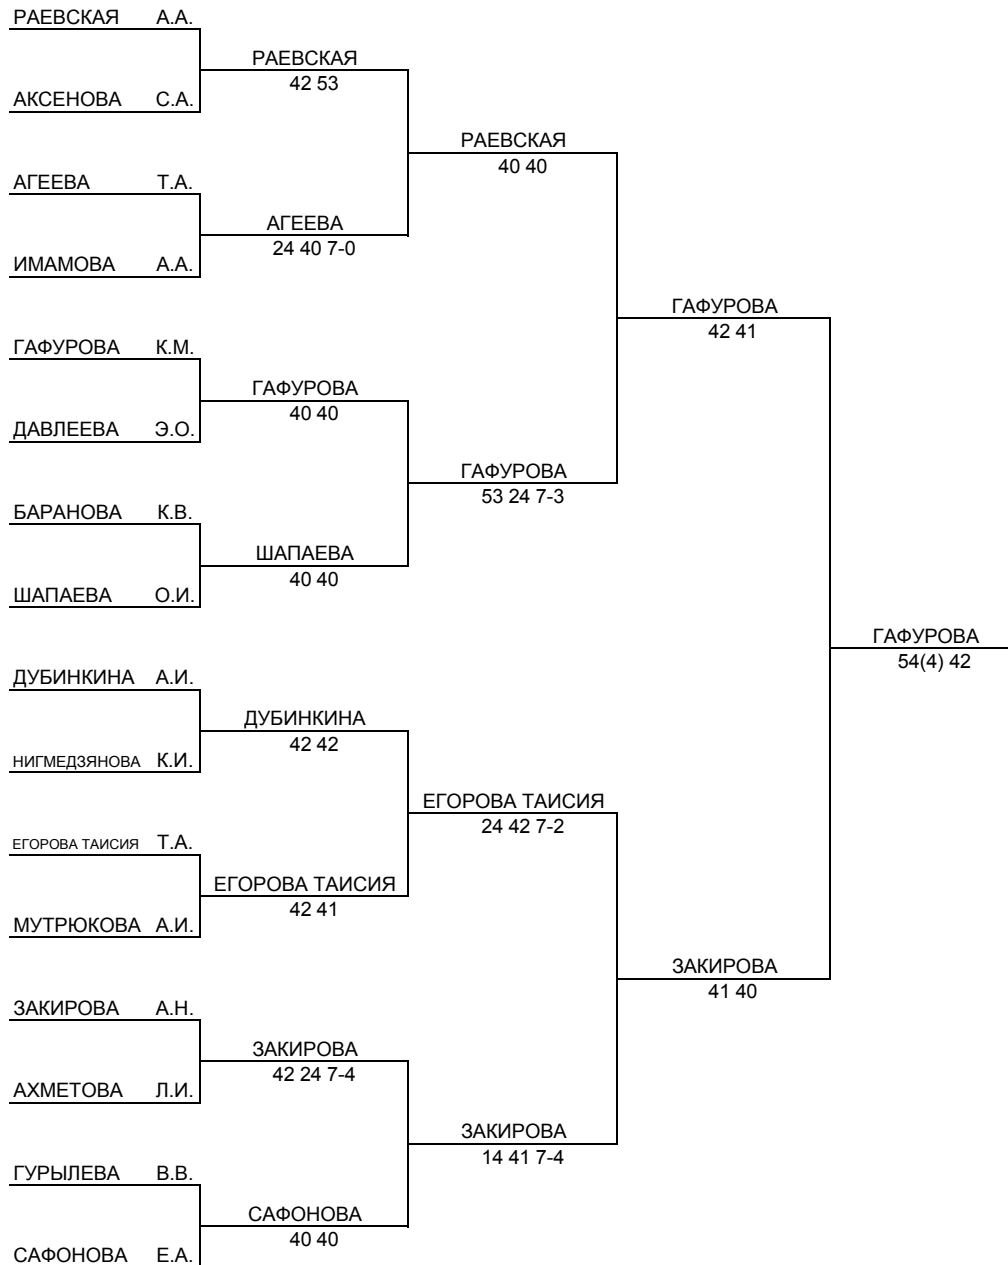 РАЕВСКАЯ А.А.
РАЕВСКАЯ
42 53
АКСЕНОВА С.А.
РАЕВСКАЯ
40 40
АГЕЕВА Т.А.
АГЕЕВА
24 40 7-0
ИМАМОВА А.А.
ГАФУРОВА
42 41
ГАФУРОВА К.М.
ГАФУРОВА
40 40
ДАВЛЕЕВА Э.О.
ГАФУРОВА
53 24 7-3
БАРАНОВА К.В.
ШАПАЕВА
40 40
ШАПАЕВА О.И.
ГАФУРОВА
54(4) 42
ДУБИНКИНА А.И.
ДУБИНКИНА
42 42
НИГМЕДЗЯНОВА К.И.
ЕГОРОВА ТАИСИЯ
24 42 7-2
ЕГОРОВА ТАИСИЯ Т.А.
ЕГОРОВА ТАИСИЯ
42 41
МУТРЮКОВА А.И.
ЗАКИРОВА
41 40
ЗАКИРОВА А.Н.
ЗАКИРОВА
42 24 7-4
АХМЕТОВА Л.И.
ЗАКИРОВА
14 41 7-4
ГУРЫЛЕВА В.В.
САФОНОВА
40 40
САФОНОВА Е.А.